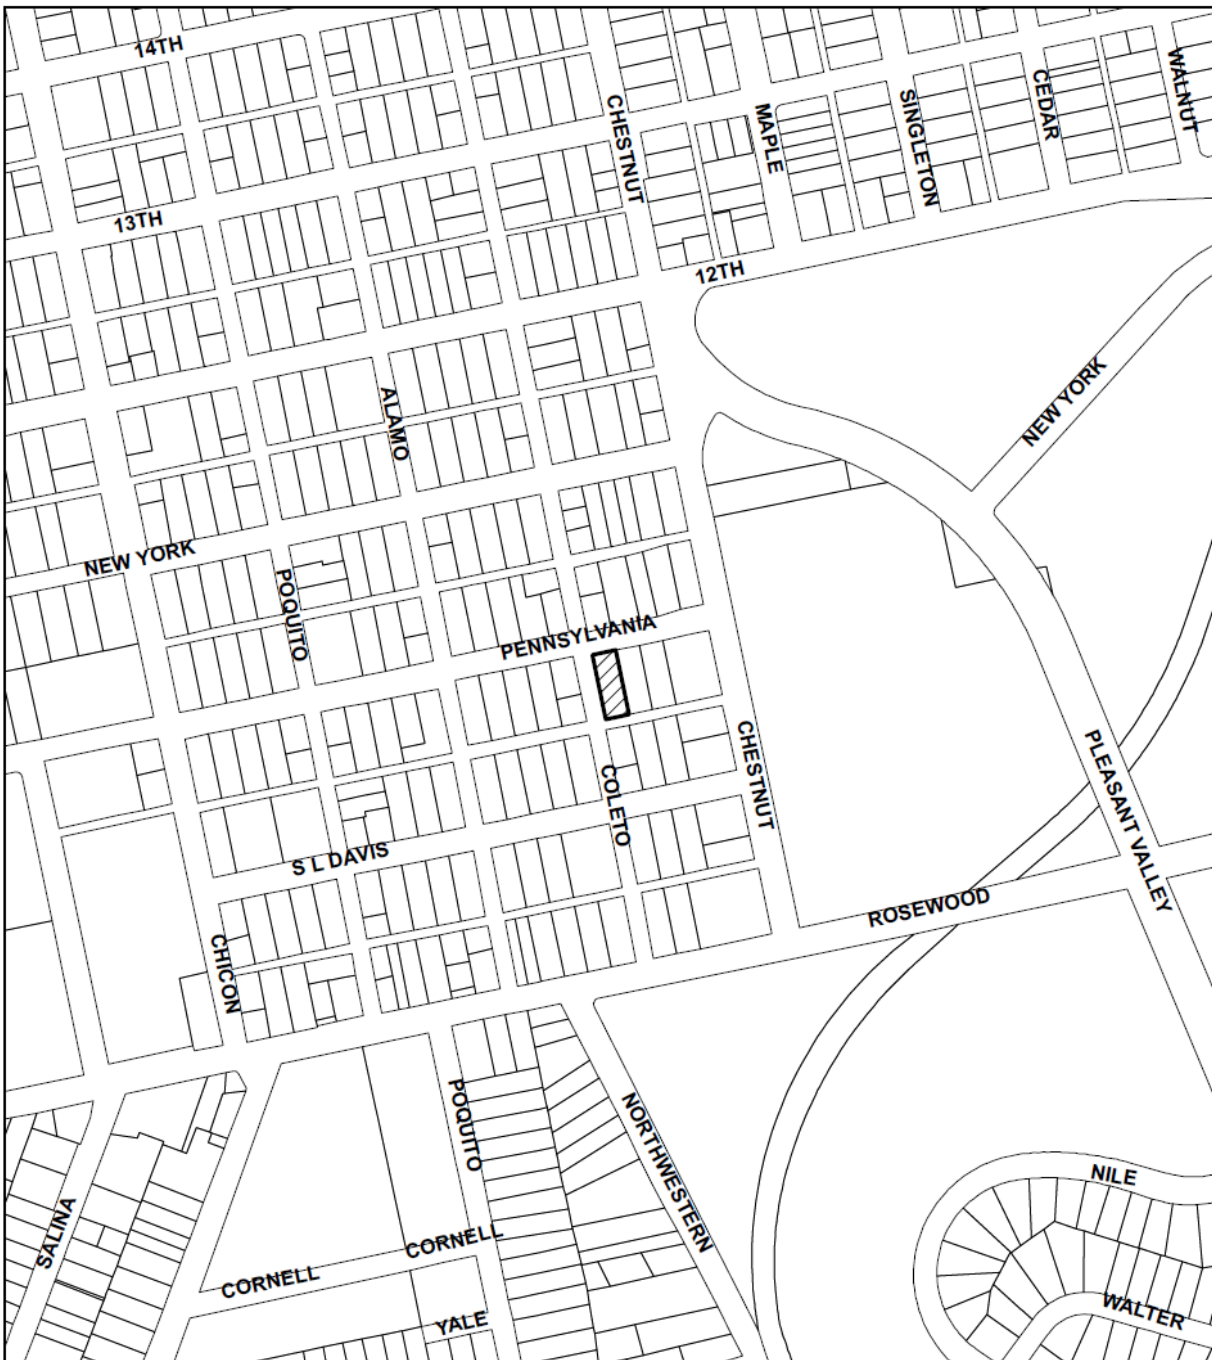 14TH
CHESTNUT
MAPLE
SINGLETON
CEDAR
WALNUT
13TH
12TH
ALAMO
NEW YORK
NEW YORK
POQUITO
PENNSYLVANIA
CHESTNUT
PLEASANT VALLEY
COLETO
S L DAVIS
ROSEWOOD
CHICON
POQUITO
NORTHWESTERN
NILE
SALINA
CORNELL
CORNELL
WALTER
YALE